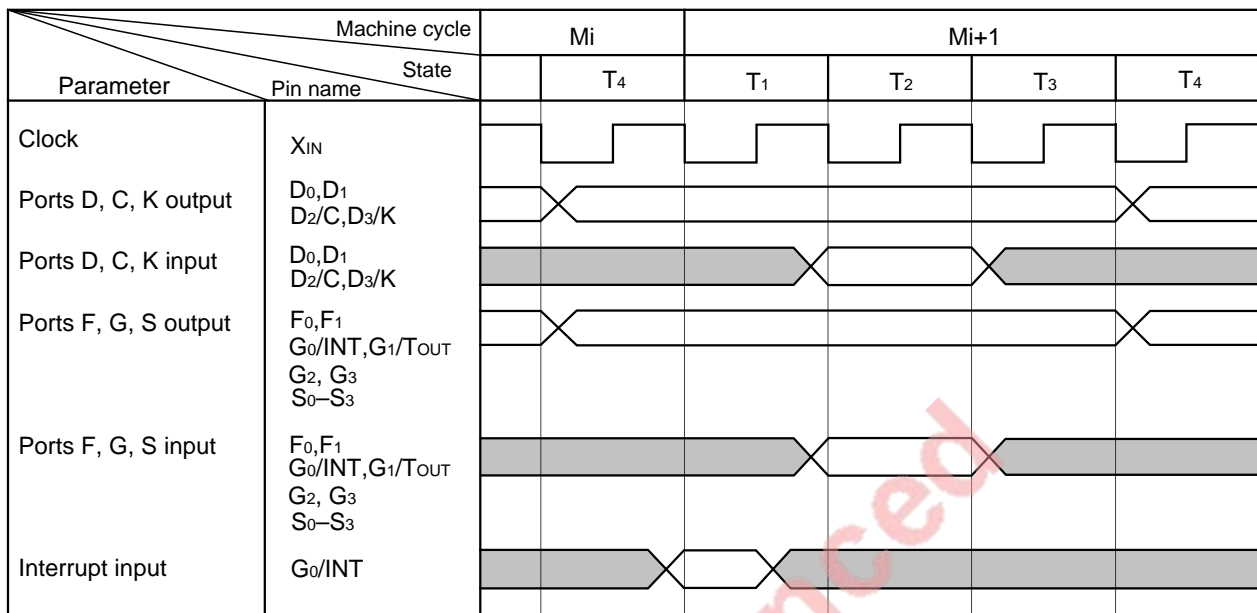 Machine cycle
Mi
Mi+1
State
Parameter
Pin name
T4
T1
T2
T3
T4
Clock
XIN
Ports D, C, K output
D0,D1
D2/C,D3/K
Ports D, C, K input
D0,D1
D2/C,D3/K
Ports F, G, S output
F0,F1
G0/INT,G1/TOUT
G2, G3
S0–S3
Ports F, G, S input
F0,F1
G0/INT,G1/TOUT
G2, G3
S0–S3
Interrupt input
G0/INT
nced